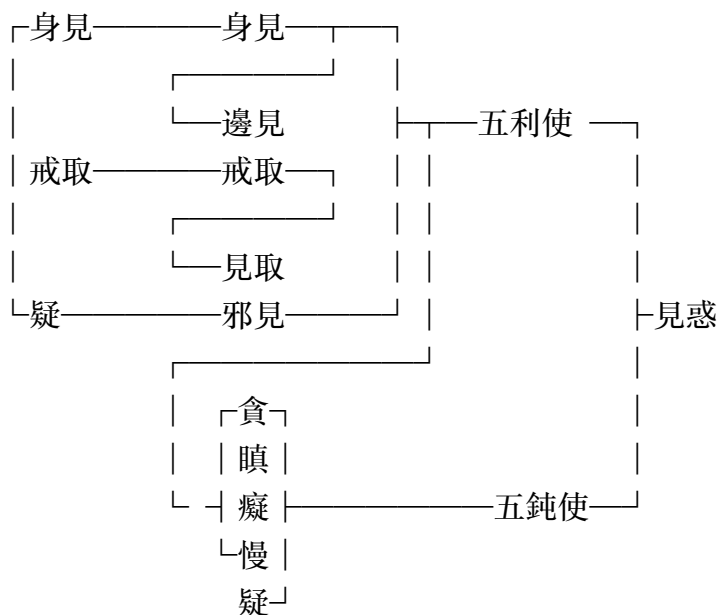 身見 身見
邊見 五利使
戒取 戒取
見取
疑 邪見 見惑
貪
瞋
癡 五鈍使
慢
疑